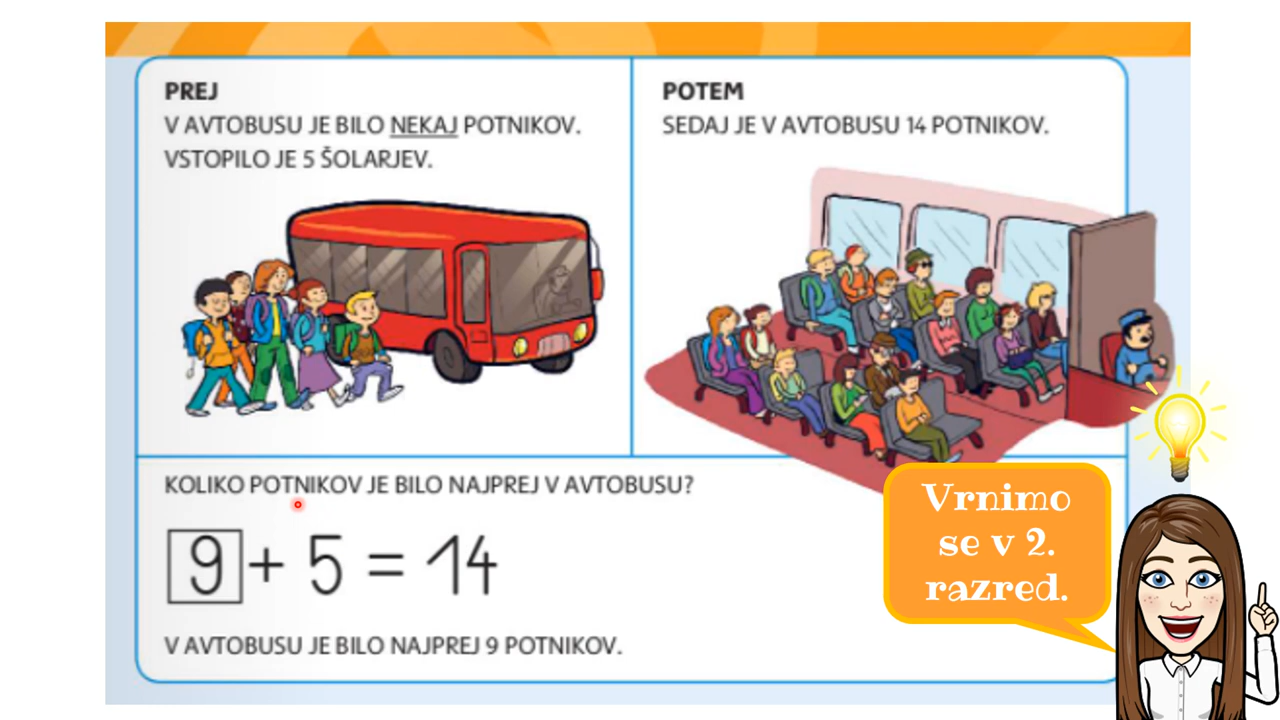 PREJ
V AVTOBUSU JE BILO NEKAJ POTNIKOV.
VSTOPILO JE 5 ŠOLARJEV.
POTEM
SEDAJ JE V AVTOBUSU 14 POTNIKOV.
KOLIKO POTNIKOV JE BILO NAJPREJ V AVTOBUSU?
9 + 5 = 14
V AVTOBUSU JE BILO NAJPREJ 9 POTNIKOV.
Vrnimo
se v 2.
razred.